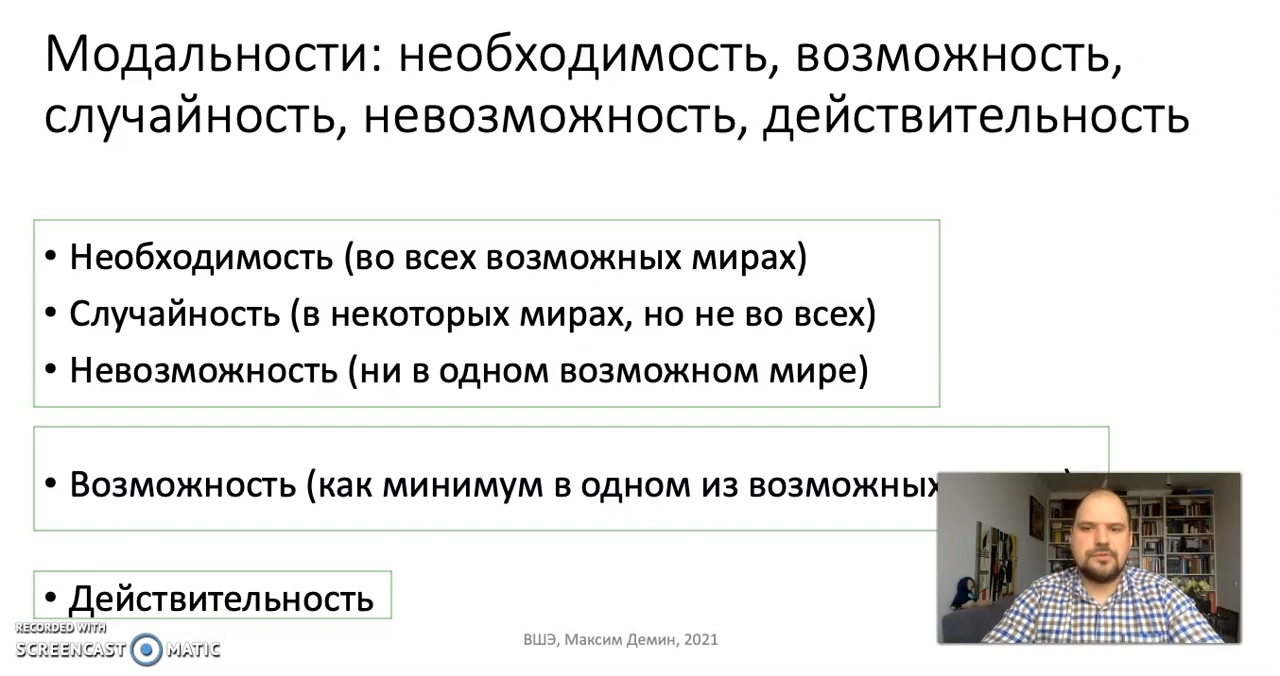 Модальности: необходимость, возможность,
случайность, невозможность, действительность
• Необходимость (во всех возможных мирах)
• Случайность (в некоторых мирах, но не во всех)
• Невозможность (ни в одном возможном мире)
• Возможность (как минимум в одном из возможных
• Действительность
RECORDED WITH
SCREENCAST MATIC
ВШЭ, Максим Демин, 2021